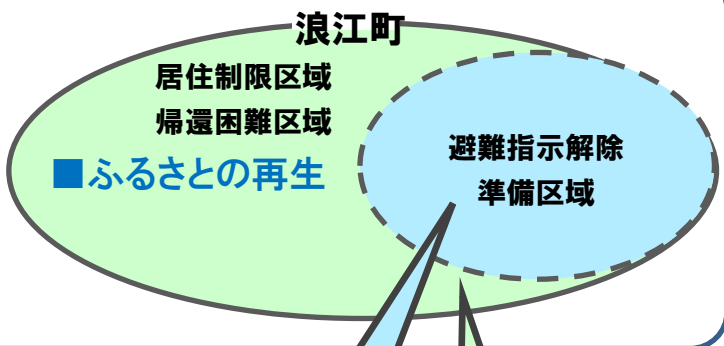 浪江町
居住制限区域
帰還困難区域
■ふるさとの再生
避難指示解除
準備区域